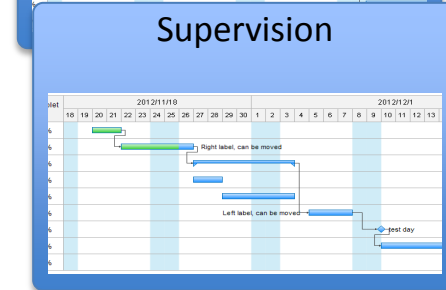 Supervision
plet 2012/11/18 2012/12/1
18 19 20 21 22 23 24 25 26 27 28 29 30 1 2 3 4 5 6 7 8 9 10 11 12 13
%
%
Right label, can be moved
%
%
%
Left label, can be moved
%
%
test day
%
%